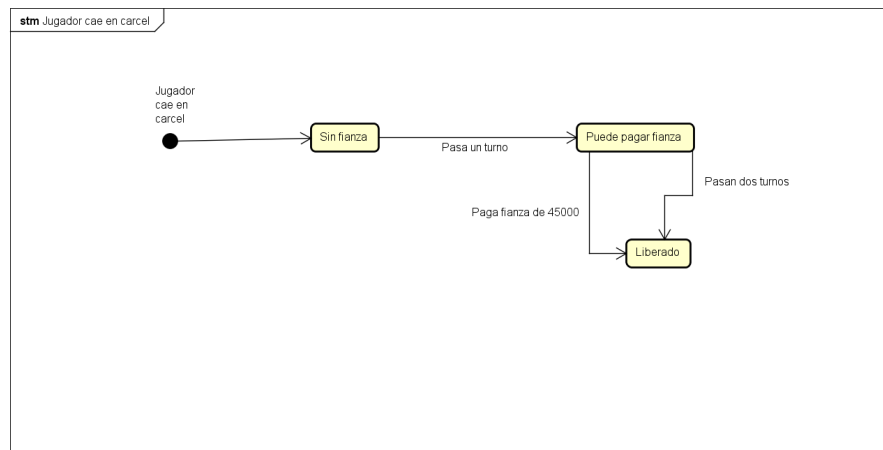 stm Jugador cae en carcel
Jugador
cae en
carcel
Sin fianza
Pasa un turno
Puede pagar fianza
Pasan dos turnos
Paga fianza de 45000
Liberado